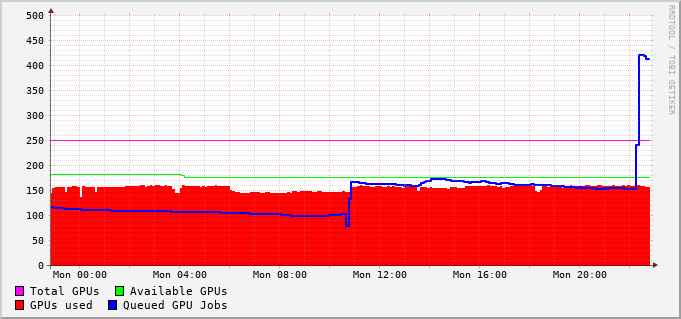 500
450
400
350
300
250
200
150
100
50
0
Mon 00:00 Mon 04:00 Mon 08:00 Mon 12:00 Mon 16:00 Mon 20:00
Total GPUs Available GPUs
GPUs used Queued GPU Jobs
RRDTOOL / TOBI OETIKER